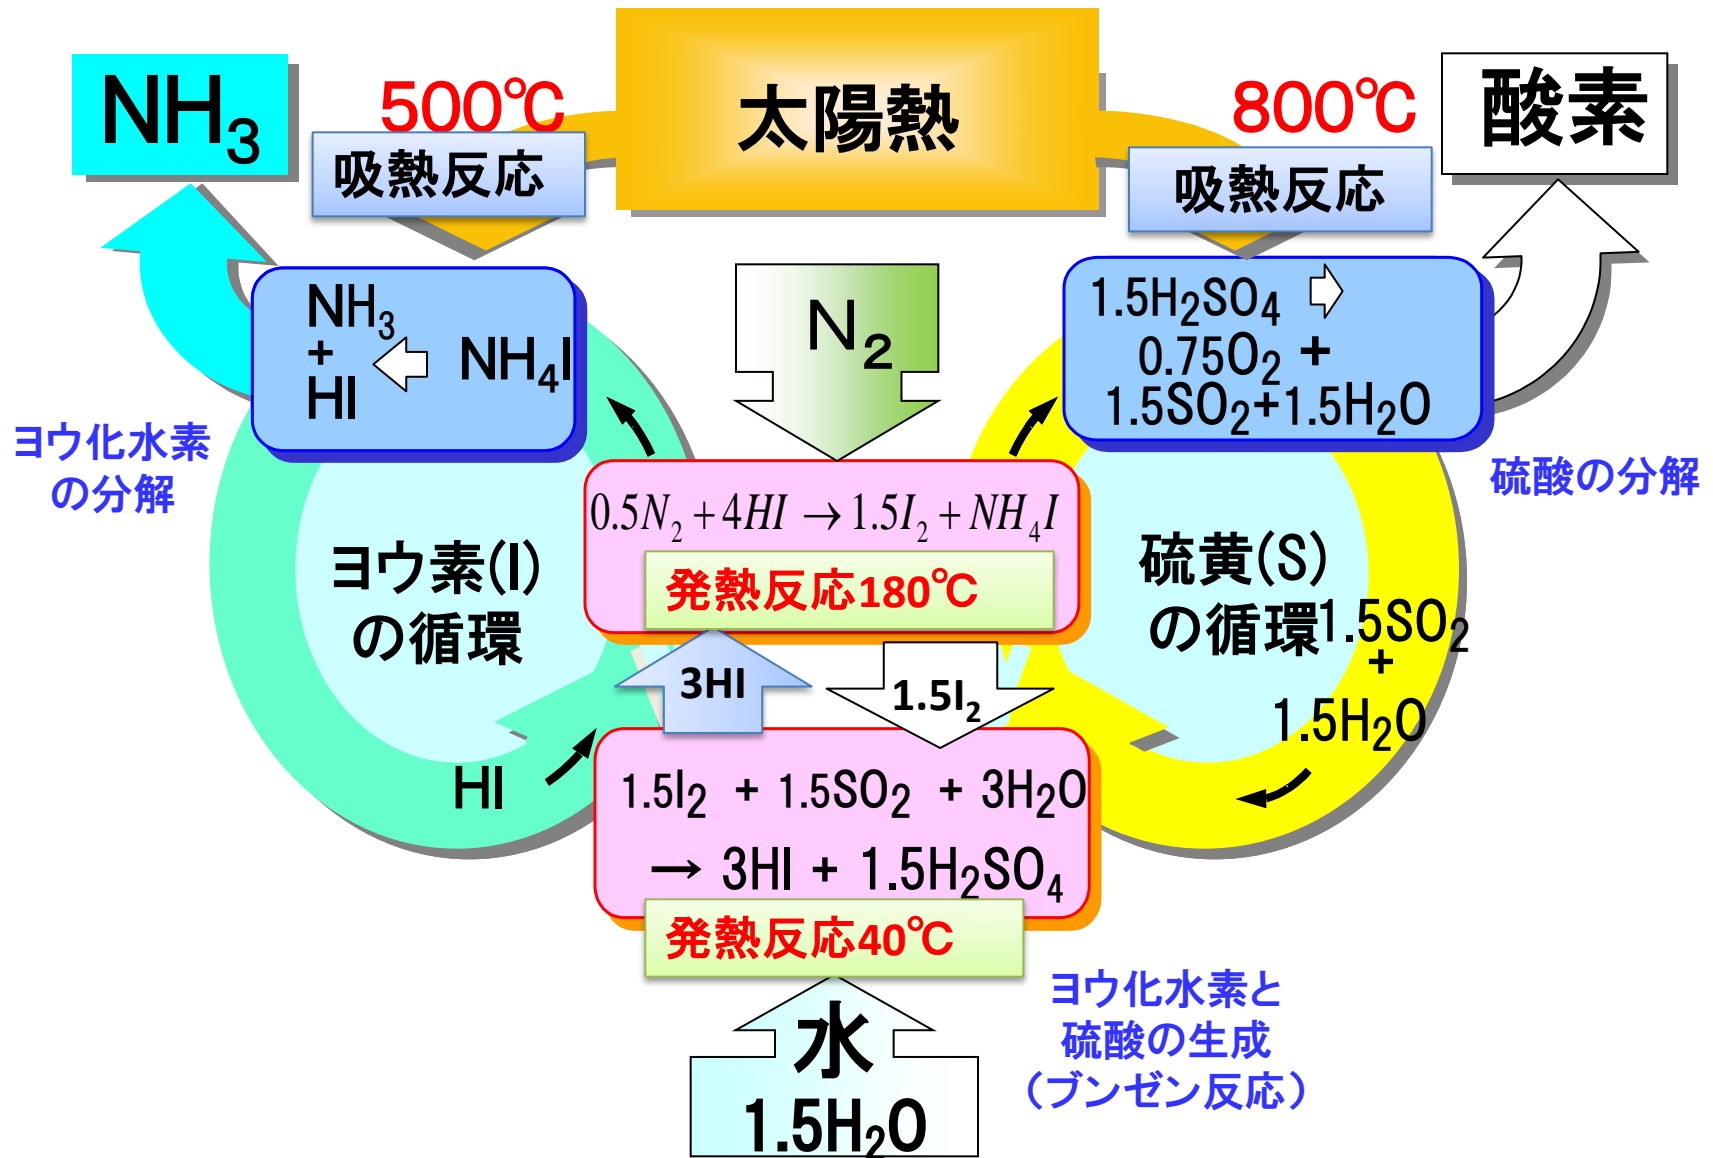 NH₃
500℃
太陽熱
800℃
酸素
吸熱反応
吸熱反応
NH₃
+
HI
NH₄I
N₂
1.5H₂SO₄
0.75O₂ +
1.5SO₂+1.5H₂O
ヨウ化水素
の分解
硫酸の分解
0.5N₂ + 4HI → 1.5I₂ + NH₄I
発熱反応180℃
ヨウ素(I)
の循環
硫黄(S)
の循環
1.5SO₂
+
1.5H₂O
3HI
1.5I₂
HI
1.5I₂ + 1.5SO₂ + 3H₂O
→ 3HI + 1.5H₂SO₄
発熱反応40℃
ヨウ化水素と
硫酸の生成
(ブンゼン反応)
水
1.5H₂O